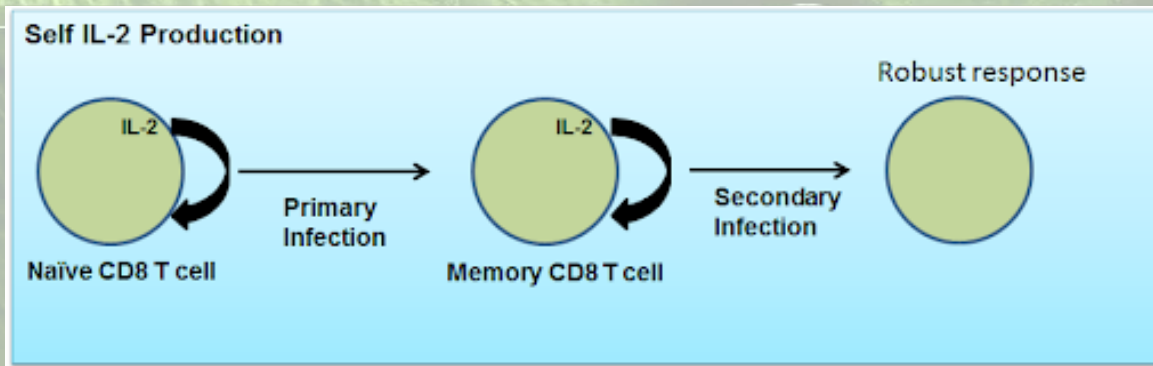 Self IL-2 Production
Robust response
IL-2
IL-2
Primary
Infection
Secondary
Infection
Naïve CD8 T cell
Memory CD8 T cell